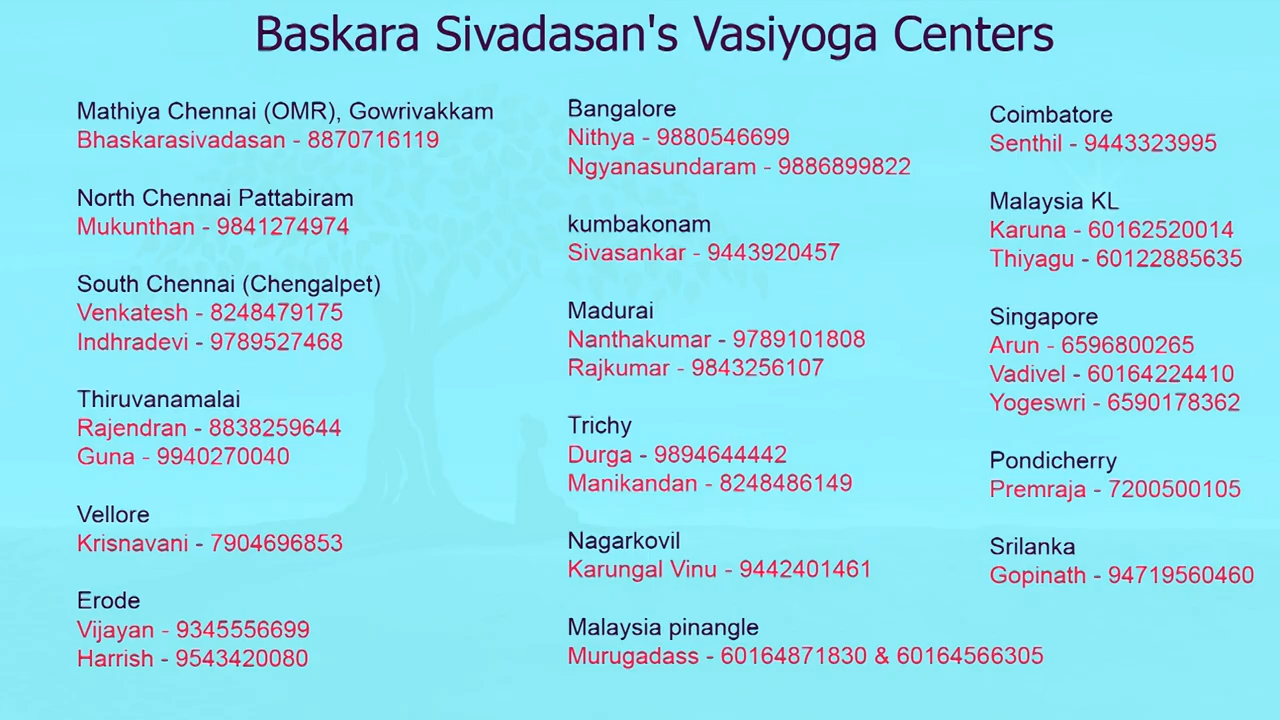 Baskara Sivadasan's Vasiyoga Centers
Mathiya Chennai (OMR), Gowrivakkam
Bhaskarasivadasan - 8870716119
North Chennai Pattabiram
Mukunthan - 9841274974
South Chennai (Chengalpet)
Venkatesh - 8248479175
Indhradevi - 9789527468
Thiruvanamalai
Rajendran - 8838259644
Guna - 9940270040
Vellore
Krisnavani - 7904696853
Erode
Vijayan - 9345556699
Harrish - 9543420080
Bangalore
Nithya - 9880546699
Ngyanasundaram - 9886899822
kumbakonam
Sivasankar - 9443920457
Madurai
Nanthakumar - 9789101808
Rajkumar - 9843256107
Trichy
Durga - 9894644442
Manikandan - 8248486149
Nagarkovil
Karungal Vinu - 9442401461
Malaysia pinangle
Murugadass - 60164871830 & 60164566305
Coimbatore
Senthil - 9443323995
Malaysia KL
Karuna - 60162520014
Thiyagu - 60122885635
Singapore
Arun - 6596800265
Vadivel - 60164224410
Yogeswri - 6590178362
Pondicherry
Premraja - 7200500105
Srilanka
Gopinath - 94719560460